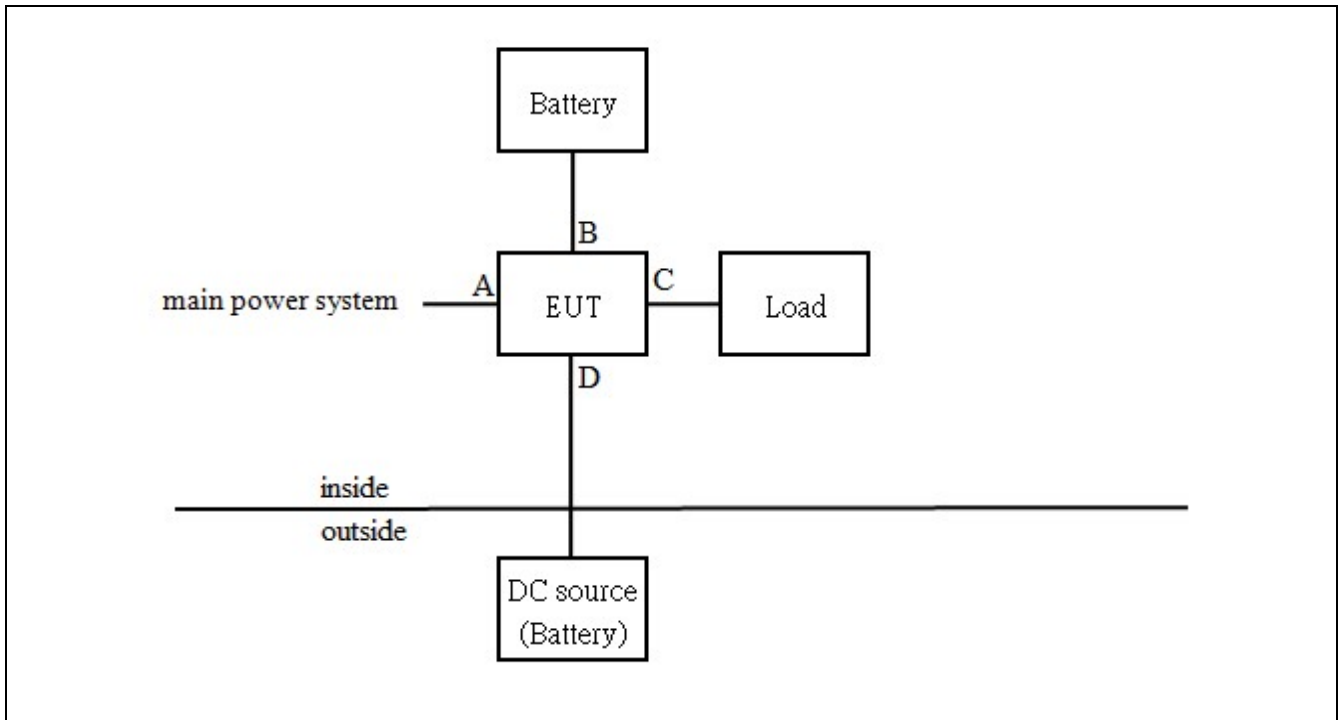 Battery
B
main power system
A
EUT
C
Load
D
inside
outside
DC source
(Battery)